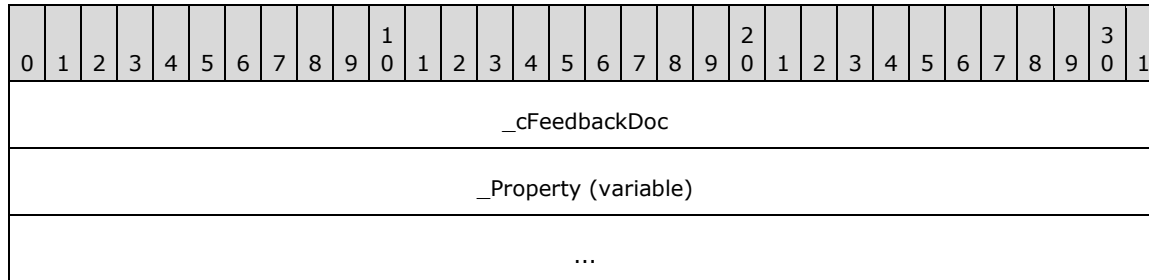 1 2 3
0 1 2 3 4 5 6 7 8 9 0 1 2 3 4 5 6 7 8 9 0 1 2 3 4 5 6 7 8 9 0 1
_cFeedbackDoc
_Property (variable)
...